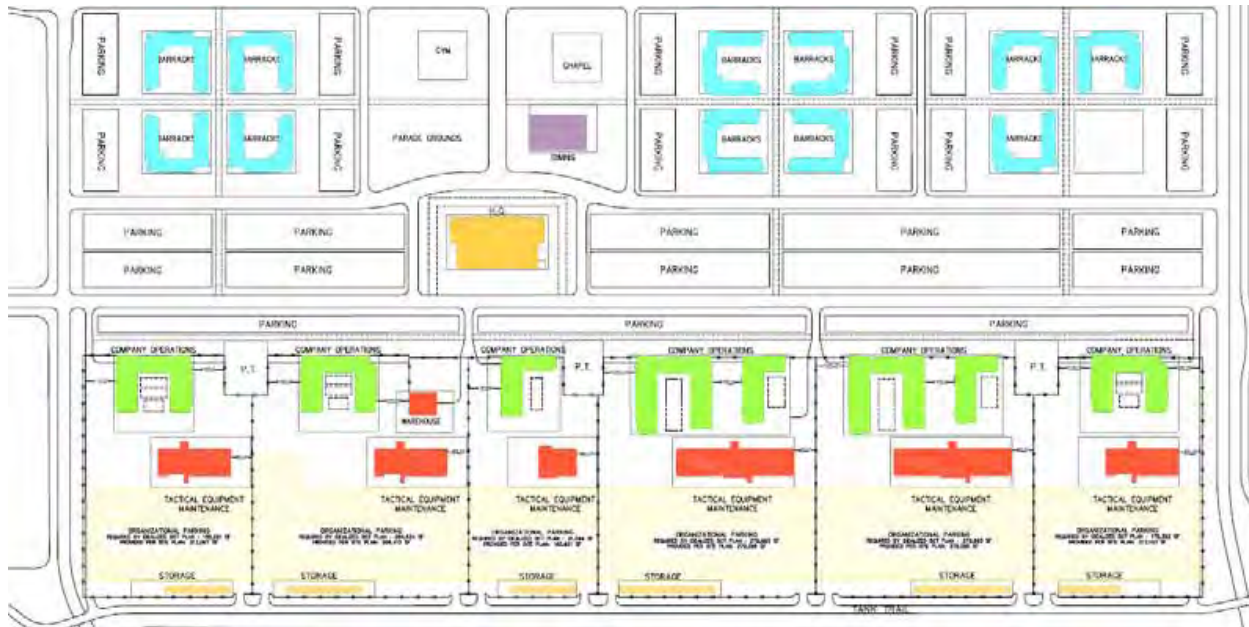 PARKING
BARRACKS
BARRACKS
PARKING
GYM
CHAPEL
PARKING
BARRACKS
BARRACKS
PARKING
PARKING
BARRACKS
BARRACKS
PARKING
PARKING
BARRACKS
BARRACKS
PARKING
PARADE GROUNDS
DINING
PARKING
BARRACKS
BARRACKS
PARKING
PARKING
BARRACKS
PARKING
H.Q.
PARKING
PARKING
PARKING
PARKING
PARKING
PARKING
PARKING
PARKING
PARKING
PARKING
PARKING
PARKING
PARKING
COMPANY OPERATIONS
COMPANY OPERATIONS
COMPANY OPERATIONS
COMPANY OPERATIONS
COMPANY OPERATIONS
COMPANY OPERATIONS
P.T.
P.T.
P.T.
WAREHOUSE
TACTICAL EQUIPMENT
MAINTENANCE
TACTICAL EQUIPMENT
MAINTENANCE
TACTICAL EQUIPMENT
MAINTENANCE
TACTICAL EQUIPMENT
MAINTENANCE
TACTICAL EQUIPMENT
MAINTENANCE
TACTICAL EQUIPMENT
MAINTENANCE
ORGANIZATIONAL PARKING
ORGANIZATIONAL PARKING
ORGANIZATIONAL PARKING
ORGANIZATIONAL PARKING
ORGANIZATIONAL PARKING
ORGANIZATIONAL PARKING
STORAGE
STORAGE
STORAGE
STORAGE
STORAGE
STORAGE
TANK TRAIL